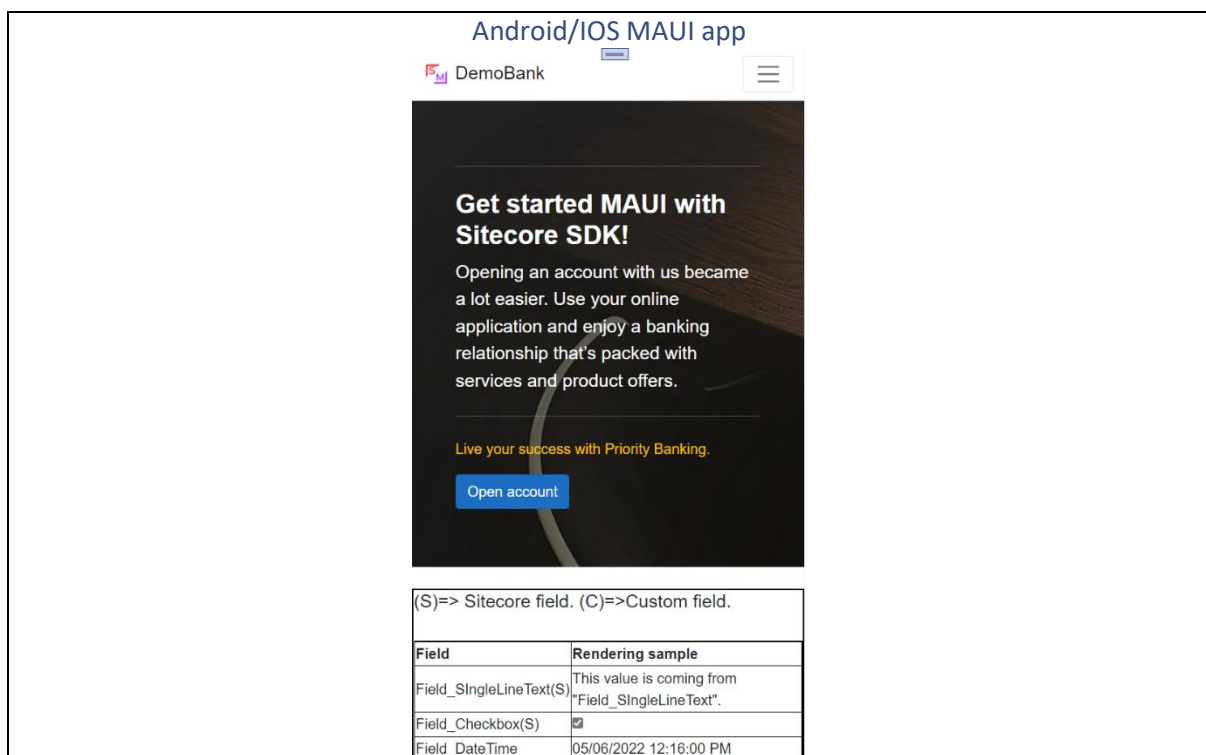 Android/IOS MAUI app
SM DemoBank
Get started MAUI with
Sitecore SDK!
Opening an account with us became
a lot easier. Use your online
application and enjoy a banking
relationship that's packed with
services and product offers.
Live your success with Priority Banking.
Open account
(S)=> Sitecore field. (C)=>Custom field.
Field Rendering sample
Field_SIngleLineText(S) This value is coming from
"Field_SIngleLineText".
Field_Checkbox(S)
Field_DateTime 05/06/2022 12:16:00 PM